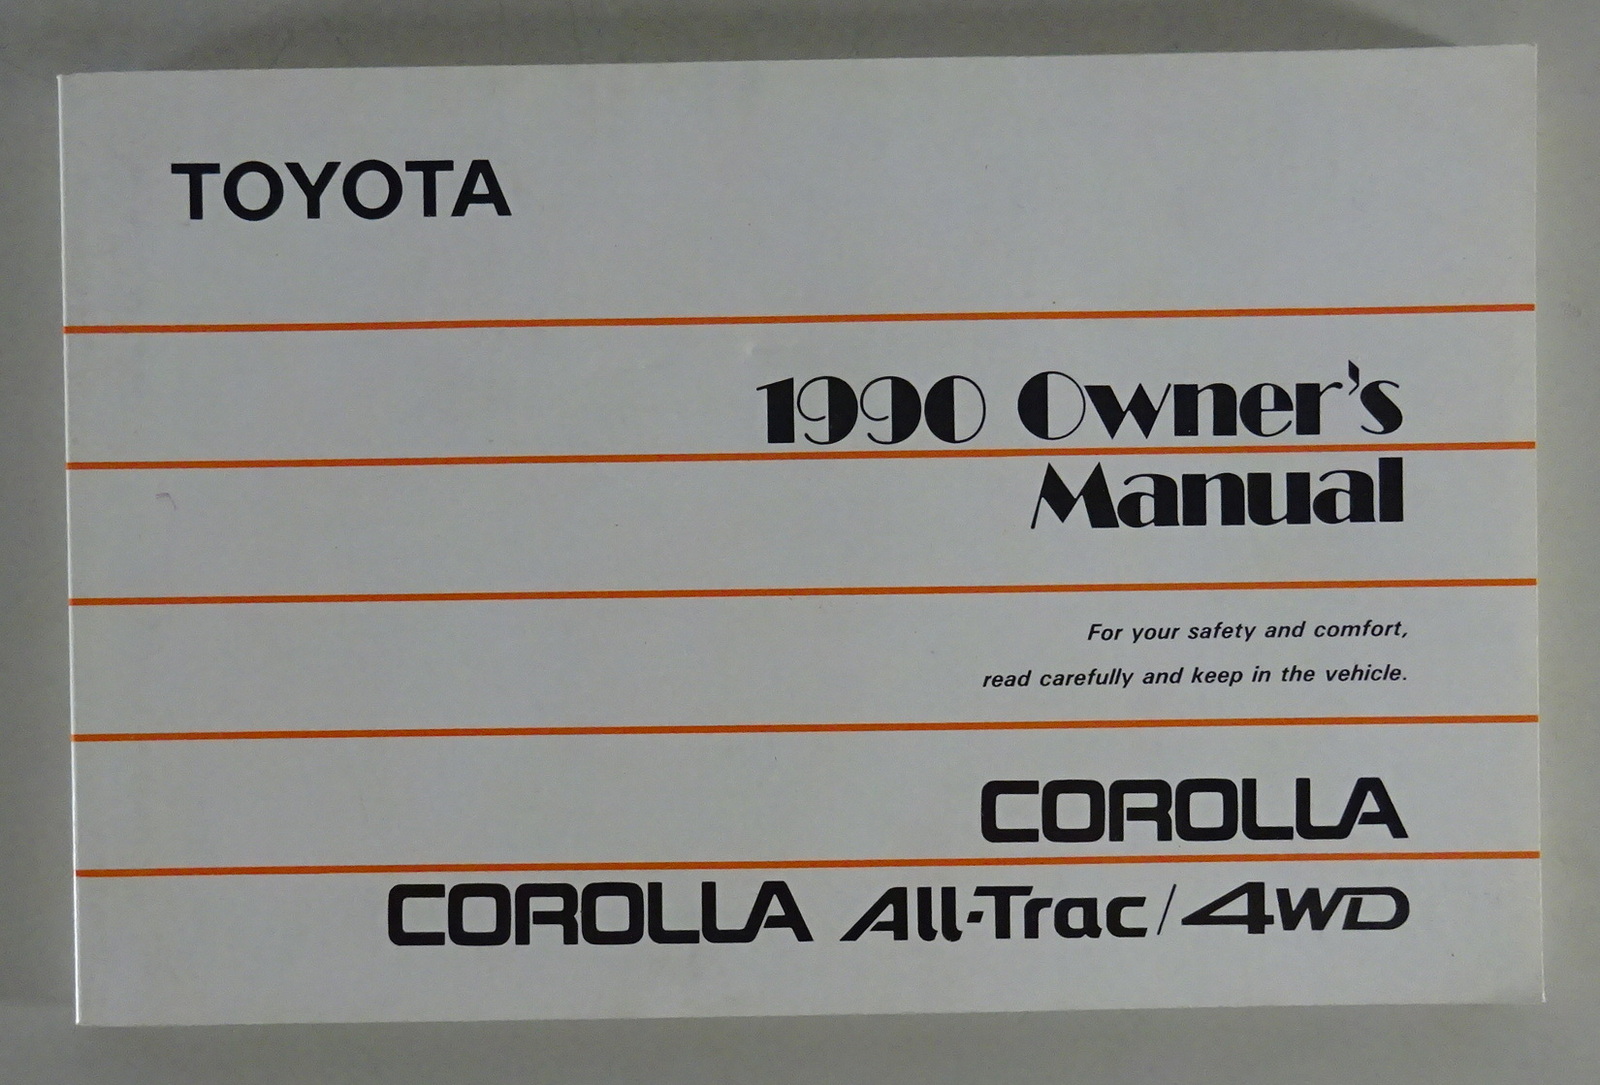 TOYOTA
1990 Owner's
Manual
For your safety and comfort,
read carefully and keep in the vehicle.
COROLLA
COROLLA All-Trac/4WD